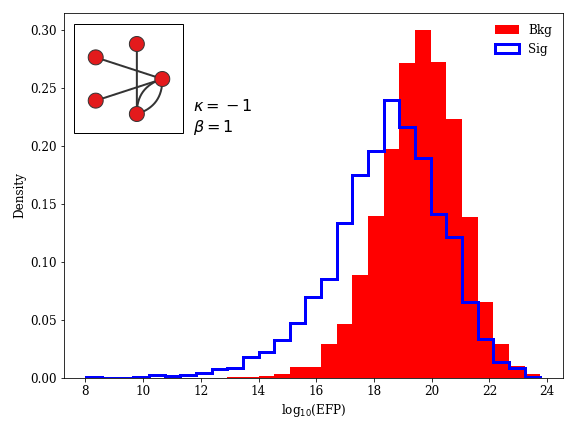 Bkg
Sig
κ = −1
β = 1
Density
0.30
0.25
0.20
0.15
0.10
0.05
0.00
8 10 12 14 16 18 20 22 24
log₁₀(EFP)